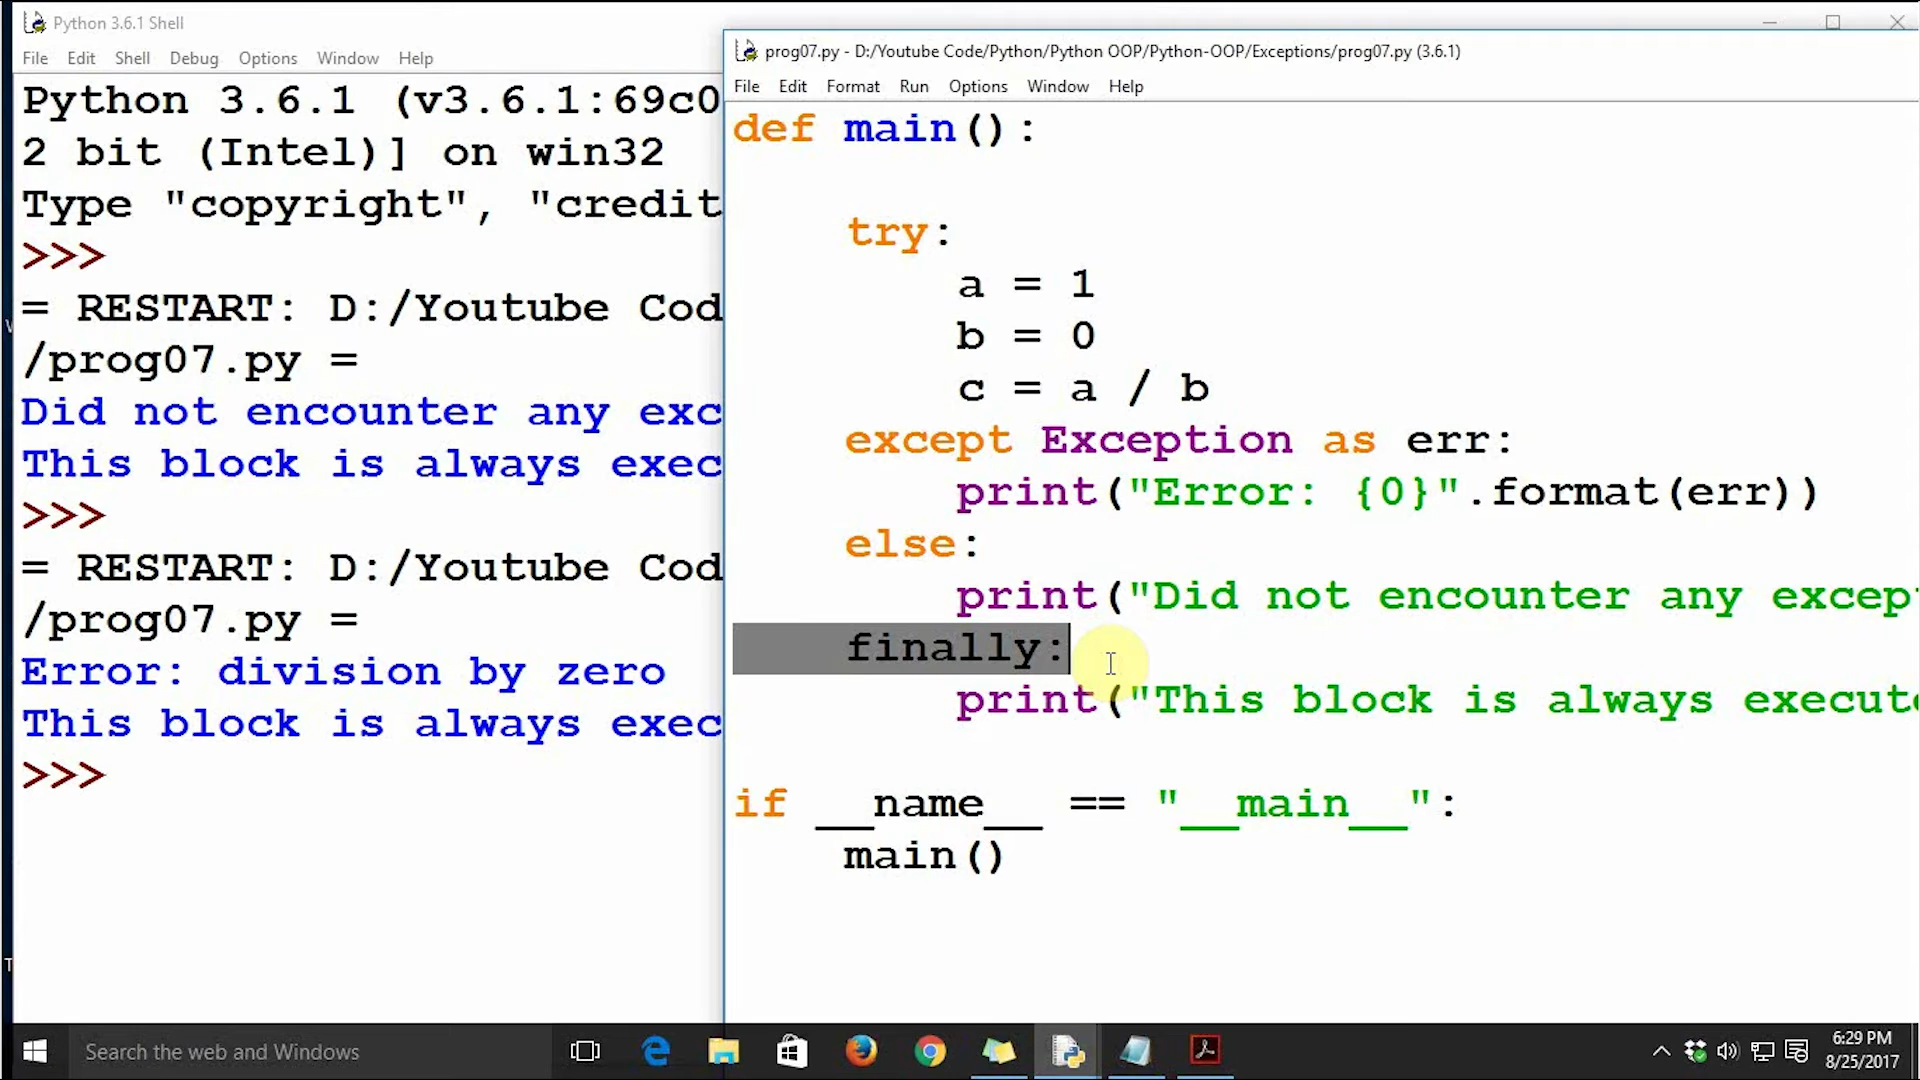 Python 3.6.1 Shell
File Edit Shell Debug Options Window Help
Python 3.6.1 (v3.6.1:69c0
2 bit (Intel)] on win32
Type "copyright", "credit
>>>
= RESTART: D:/Youtube Cod
/prog07.py =
Did not encounter any exc
This block is always exec
>>>
= RESTART: D:/Youtube Cod
/prog07.py =
Error: division by zero
This block is always exec
>>>
prog07.py - D:/Youtube Code/Python/Python OOP/Python-OOP/Exceptions/prog07.py (3.6.1)
File Edit Format Run Options Window Help
def main():
try:
a = 1
b = 0
c = a / b
except Exception as err:
print("Error: {0}".format(err))
else:
print("Did not encounter any excep
finally:
print("This block is always execute
if __name__ == "__main__":
main()
Search the web and Windows
6:29 PM
8/25/2017